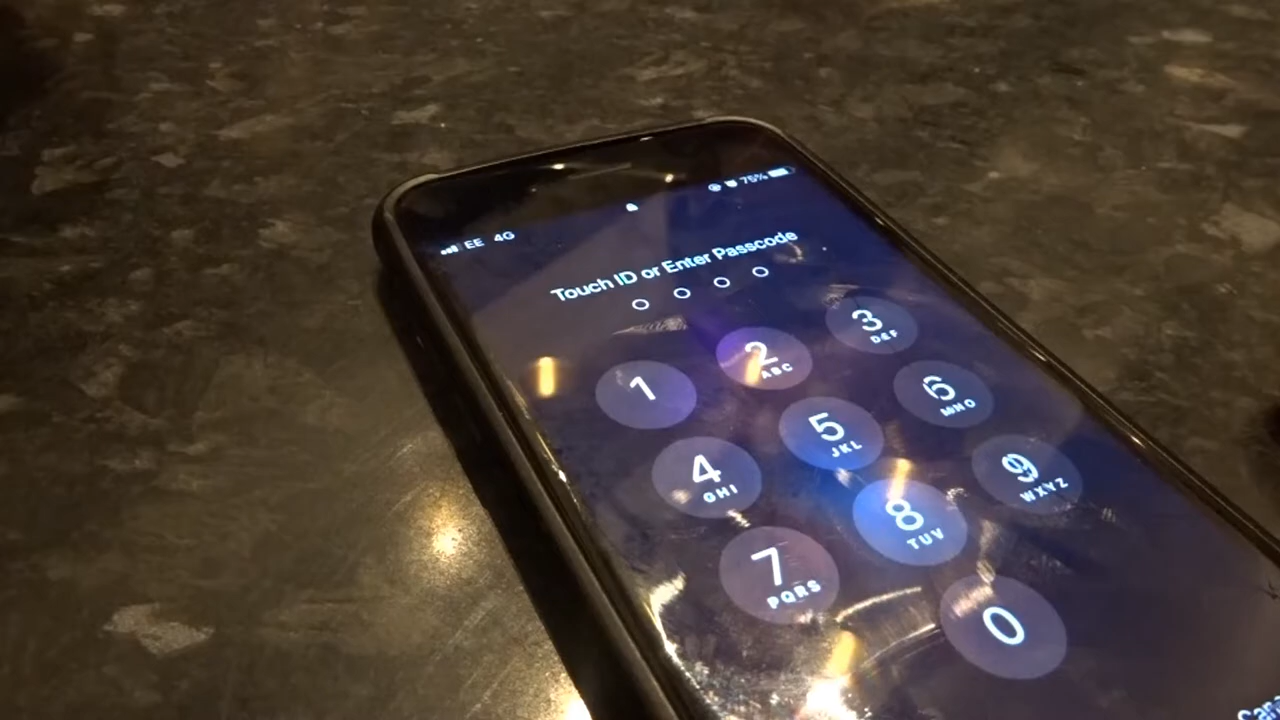 EE 4G 75%
Touch ID or Enter Passcode
1
2 ABC
3 DEF
4 GHI
5 JKL
6 MNO
7 PQRS
8 TUV
9 WXYZ
0